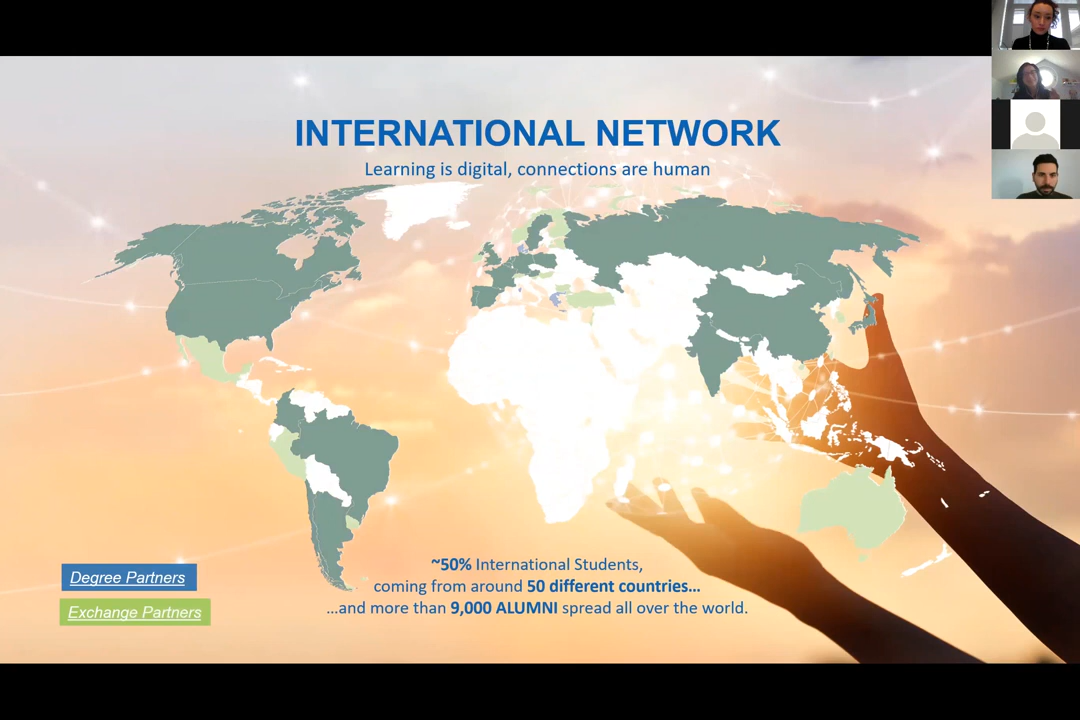 INTERNATIONAL NETWORK
Learning is digital, connections are human
Degree Partners
Exchange Partners
~50% International Students,
coming from around 50 different countries...
...and more than 9,000 ALUMNI spread all over the world.